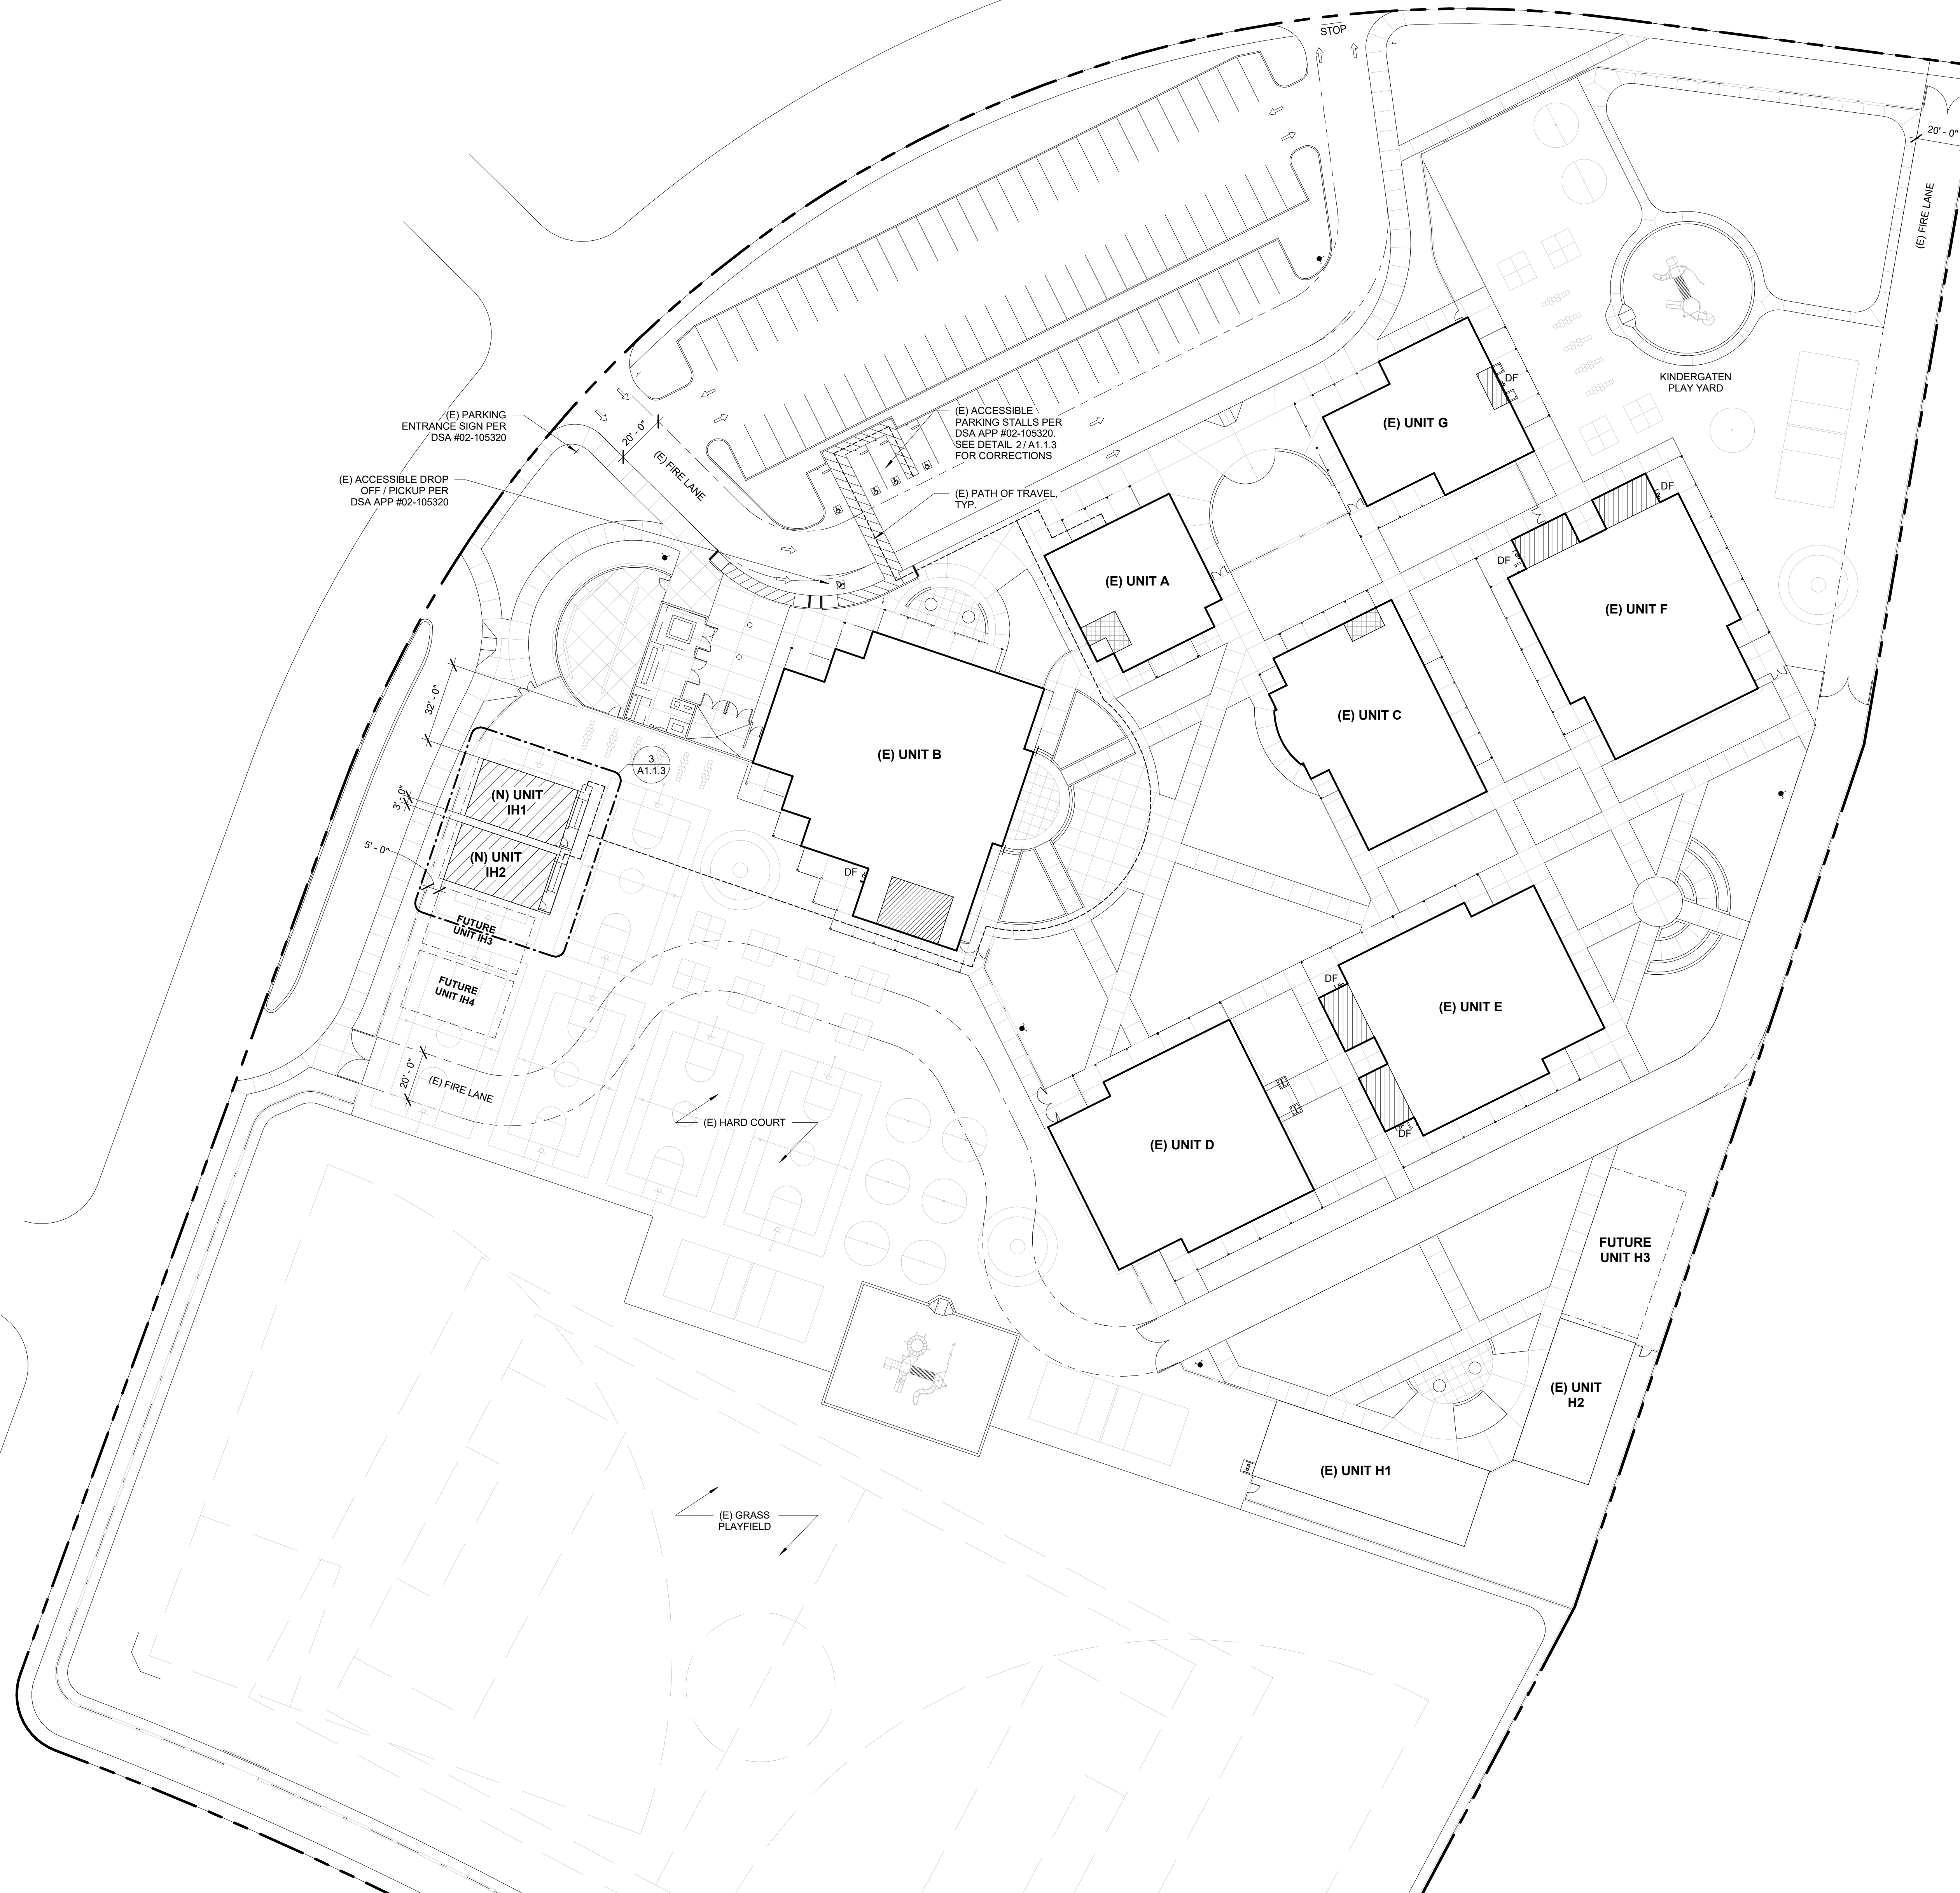 STOP
20' - 0"
(E) FIRE LANE
KINDERGATEN
PLAY YARD
(E) PARKING
ENTRANCE SIGN PER
DSA #02-105320
20' - 0"
(E) FIRE LANE
(E) ACCESSIBLE
PARKING STALLS PER
DSA APP #02-105320.
SEE DETAIL 2 / A1.1.3
FOR CORRECTIONS
(E) ACCESSIBLE DROP
OFF / PICKUP PER
DSA APP #02-105320
(E) PATH OF TRAVEL,
TYP.
(E) UNIT G
DF
DF
DF
(E) UNIT A
(E) UNIT F
32' - 0"
(E) UNIT C
(E) UNIT B
3
A1.1.3
3' - 0"
(N) UNIT
IH1
5' - 0"
(N) UNIT
IH2
DF
FUTURE
UNIT IH3
FUTURE
UNIT IH4
DF
(E) UNIT E
20' - 0"
(E) FIRE LANE
(E) HARD COURT
(E) UNIT D
DF
FUTURE
UNIT H3
(E) UNIT
H2
(E) UNIT H1
(E) GRASS
PLAYFIELD